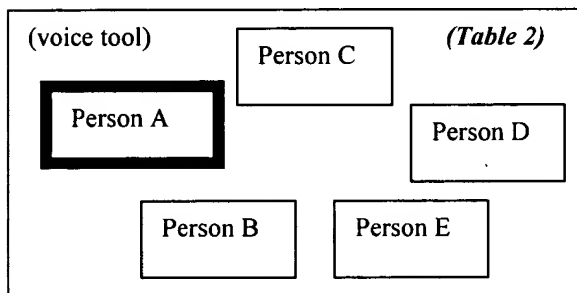 (voice tool)
(Table 2)
Person C
Person A
Person D
Person B
Person E